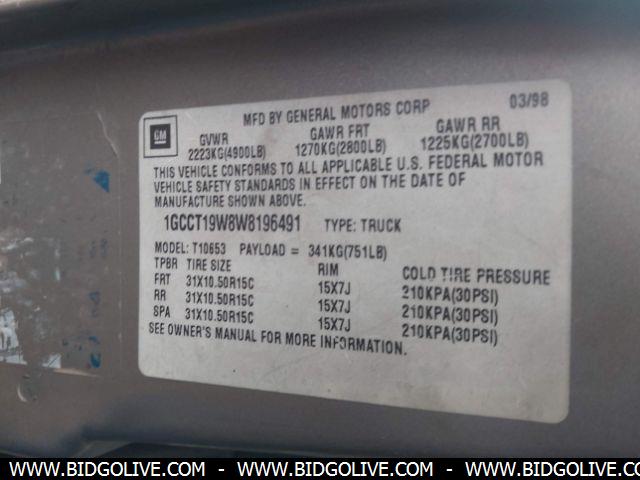 MFD BY GENERAL MOTORS CORP 03/98
GM
GVWR GAWR FRT GAWR RR
2223KG(4900LB) 1270KG(2800LB) 1225KG(2700LB)
THIS VEHICLE CONFORMS TO ALL APPLICABLE U.S. FEDERAL MOTOR
VEHICLE SAFETY STANDARDS IN EFFECT ON THE DATE OF
MANUFACTURE SHOWN ABOVE.
1GCCT19W8W8196491 TYPE: TRUCK
MODEL: T10653 PAYLOAD = 341KG(751LB)
TPBR TIRE SIZE RIM COLD TIRE PRESSURE
FRT 31X10.50R15C 15X7J 210KPA(30PSI)
RR 31X10.50R15C 15X7J 210KPA(30PSI)
SPA 31X10.50R15C 15X7J 210KPA(30PSI)
SEE OWNER'S MANUAL FOR MORE INFORMATION.
WWW.BIDGOLIVE.COM - WWW.BIDGOLIVE.COM - WWW.BIDGOLIVE.COM